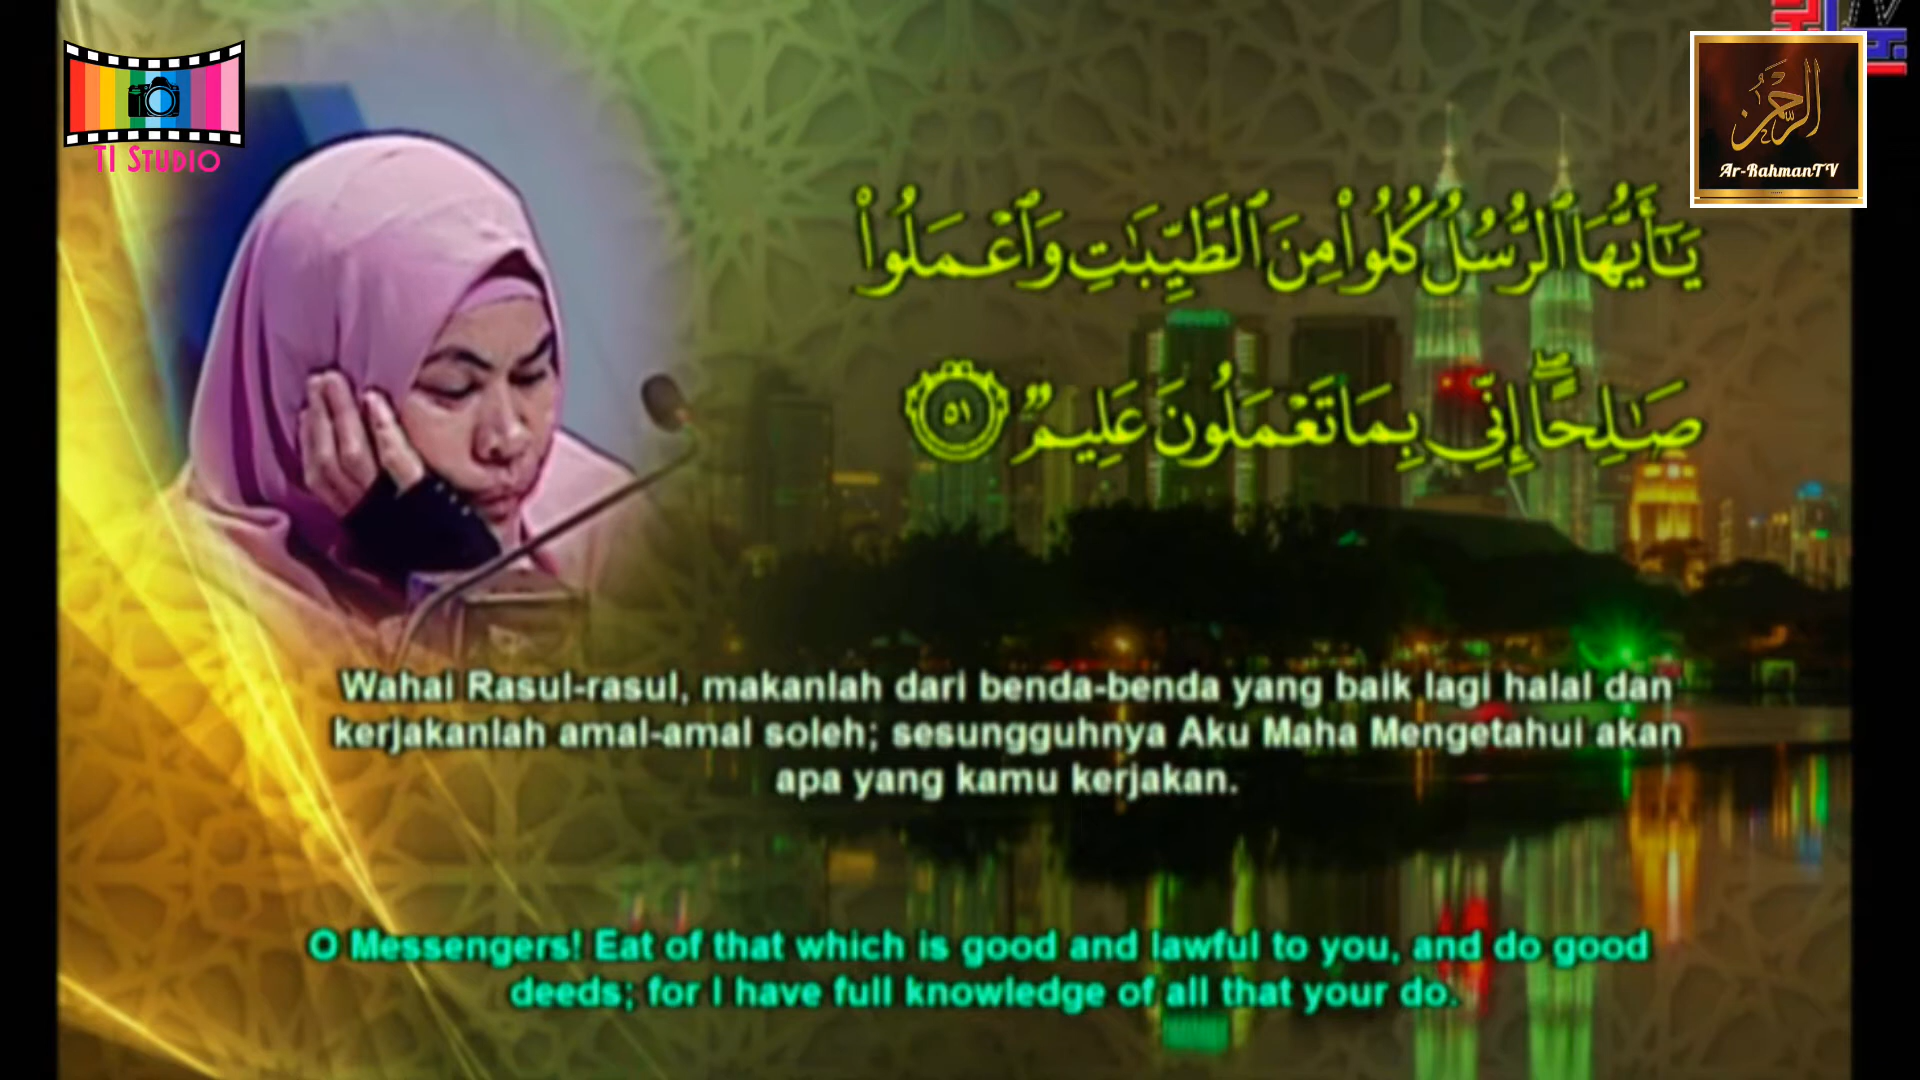 TI STUDIO
الرحمن
Ar-RahmanTV
يَـٰٓأَيُّهَا ٱلرُّسُلُ كُلُوا۟ مِنَ ٱلطَّيِّبَـٰتِ وَٱعْمَلُوا۟
صَـٰلِحًا ۖ إِنِّى بِمَا تَعْمَلُونَ عَلِيمٌ ٥١
Wahai Rasul-rasul, makanlah dari benda-benda yang baik lagi halal dan
kerjakanlah amal-amal soleh; sesungguhnya Aku Maha Mengetahui akan
apa yang kamu kerjakan.
O Messengers! Eat of that which is good and lawful to you, and do good
deeds; for I have full knowledge of all that your do.